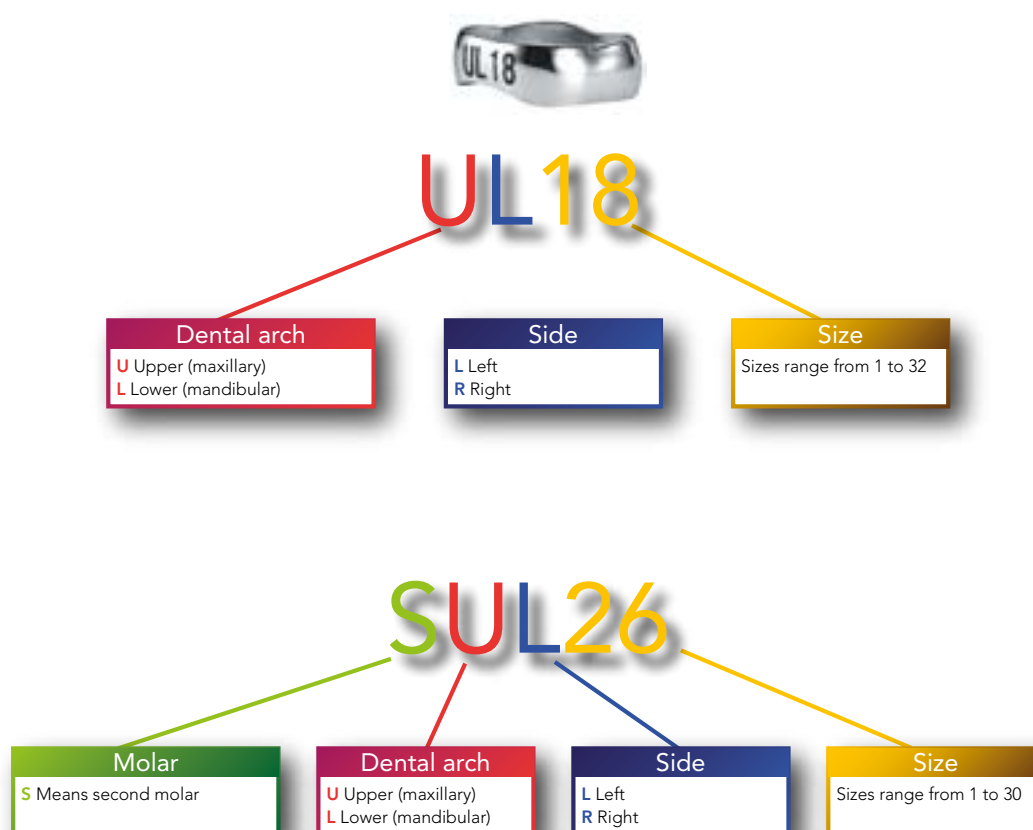 UL18
UL18
Dental arch
U Upper (maxillary)
L Lower (mandibular)
Side
L Left
R Right
Size
Sizes range from 1 to 32
SUL26
Molar
S Means second molar
Dental arch
U Upper (maxillary)
L Lower (mandibular)
Side
L Left
R Right
Size
Sizes range from 1 to 30